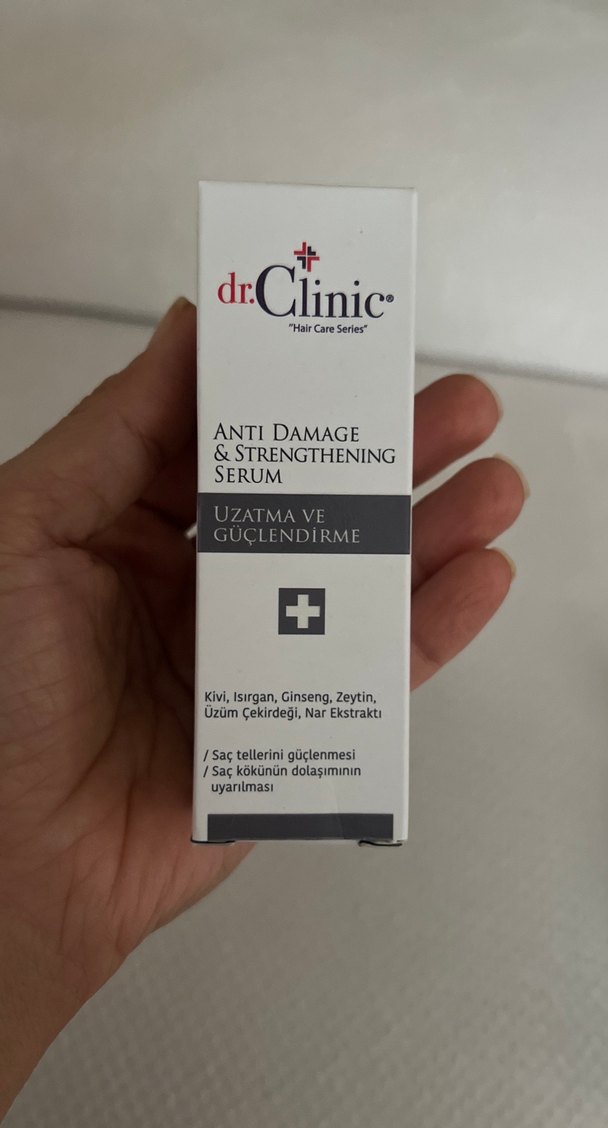 dr.Clinic®
"Hair Care Series"
ANTI DAMAGE
& STRENGTHENING
SERUM
UZATMA VE
GÜÇLENDİRME
Kivi, Isırgan, Ginseng, Zeytin,
Üzüm Çekirdeği, Nar Ekstraktı
/ Saç tellerini güçlenmesi
/ Saç kökünün dolaşımının
uyarılması